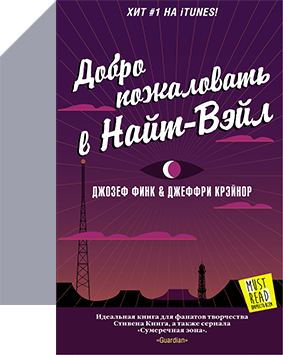 ХИТ #1 НА iTUNES!
Добро
пожаловать
в Найт-Вэйл
ДЖОЗЕФ ФИНК & ДЖЕФФРИ КРЭЙНОР
MUST
READ
Идеальная книга для фанатов творчества
Стивена Кинга, а также сериала
«Сумеречная зона».
«Guardian»